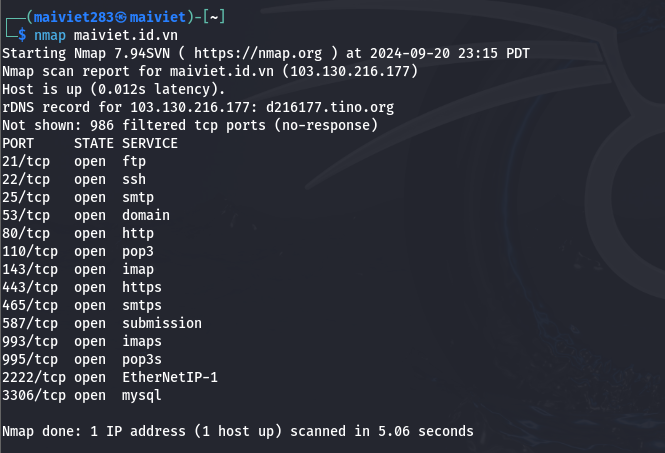 ┌──(maiviet283㉿maiviet)-[~]
└─$ nmap maiviet.id.vn
Starting Nmap 7.94SVN ( https://nmap.org ) at 2024-09-20 23:15 PDT
Nmap scan report for maiviet.id.vn (103.130.216.177)
Host is up (0.012s latency).
rDNS record for 103.130.216.177: d216177.tino.org
Not shown: 986 filtered tcp ports (no-response)
PORT     STATE SERVICE
21/tcp   open  ftp
22/tcp   open  ssh
25/tcp   open  smtp
53/tcp   open  domain
80/tcp   open  http
110/tcp  open  pop3
143/tcp  open  imap
443/tcp  open  https
465/tcp  open  smtps
587/tcp  open  submission
993/tcp  open  imaps
995/tcp  open  pop3s
2222/tcp open  EtherNetIP-1
3306/tcp open  mysql

Nmap done: 1 IP address (1 host up) scanned in 5.06 seconds